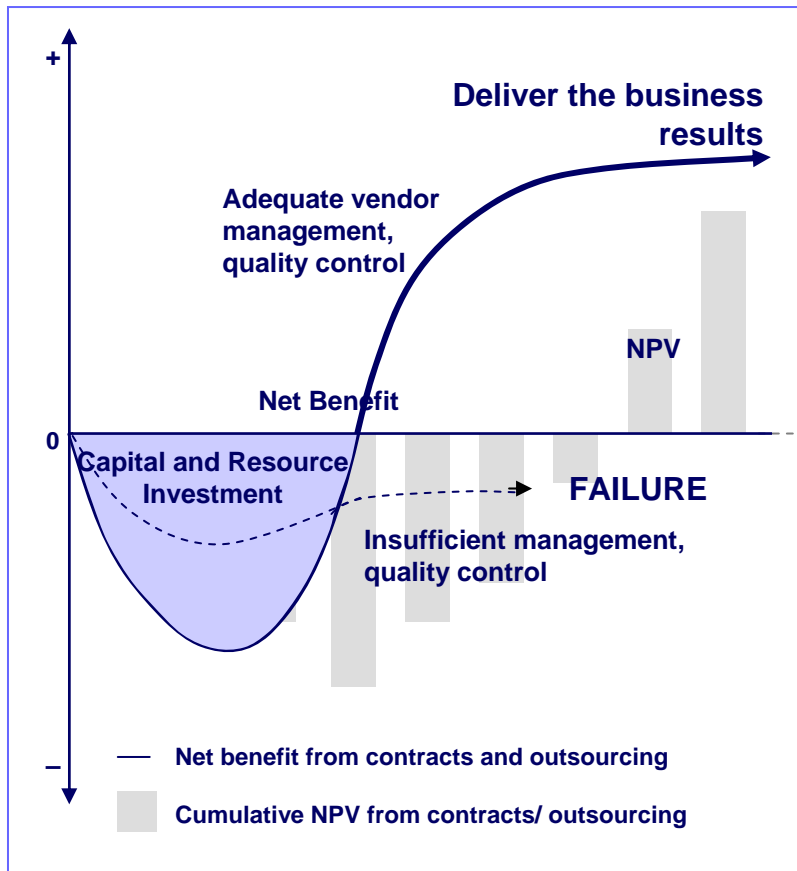 +
Deliver the business
results
Adequate vendor
management,
quality control
NPV
Net Benefit
0
Capital and Resource
Investment
FAILURE
Insufficient management,
quality control
–
Net benefit from contracts and outsourcing
Cumulative NPV from contracts/ outsourcing